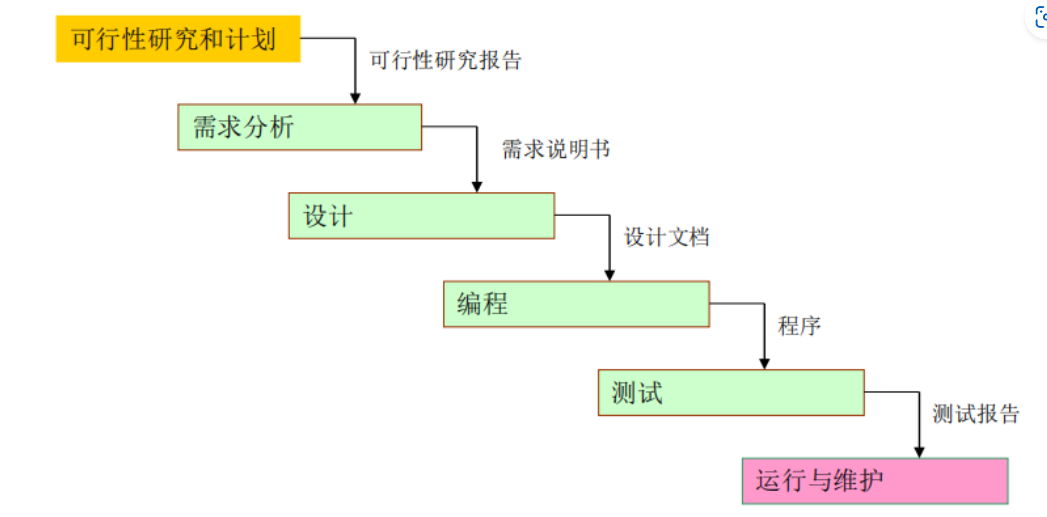 可行性研究和计划
可行性研究报告
需求分析
需求说明书
设计
设计文档
编程
程序
测试
测试报告
运行与维护